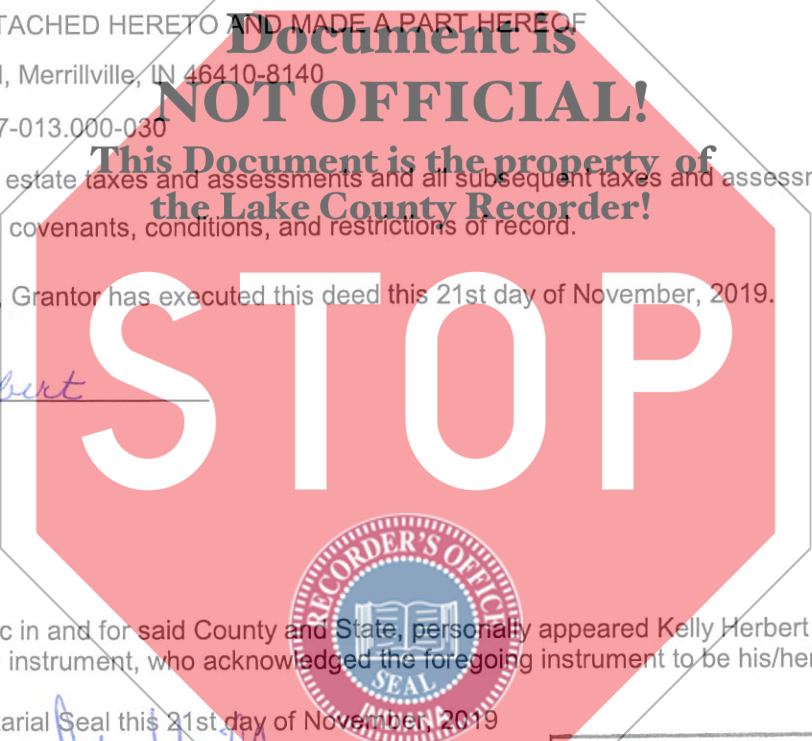 TACHED HERETO AND MADE A PART HEREOF
Document is
, Merrillville, IN 46410-8140
NOT OFFICIAL!
7-013.000-030
This Document is the property of
estate taxes and assessments and all subsequent taxes and assessm
the Lake County Recorder!
covenants, conditions, and restrictions of record.
Grantor has executed this deed this 21st day of November, 2019.
STOP
bert
RECORDER'S OFFICE
c in and for said County and State, personally appeared Kelly Herbert
instrument, who acknowledged the foregoing instrument to be his/her
SEAL
INDIANA
tarial Seal this 21st day of November, 2019